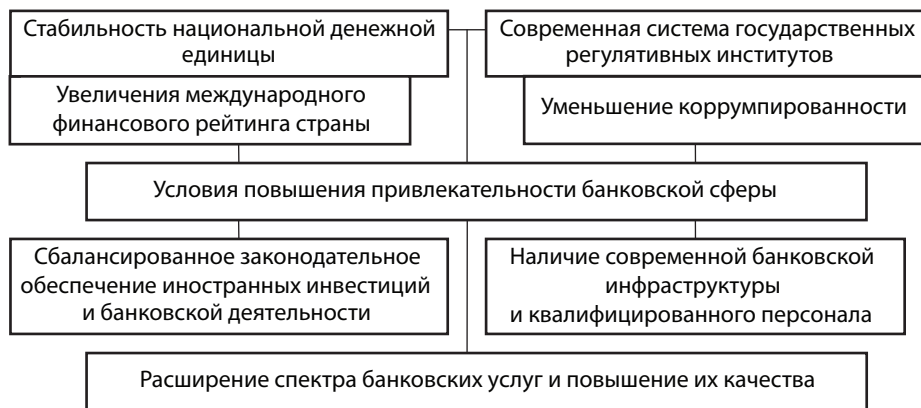 Стабильность национальной денежной
единицы
Современная система государственных
регулятивных институтов
Увеличения международного
финансового рейтинга страны
Уменьшение коррумпированности
Условия повышения привлекательности банковской сферы
Сбалансированное законодательное
обеспечение иностранных инвестиций
и банковской деятельности
Наличие современной банковской
инфраструктуры
и квалифицированного персонала
Расширение спектра банковских услуг и повышение их качества